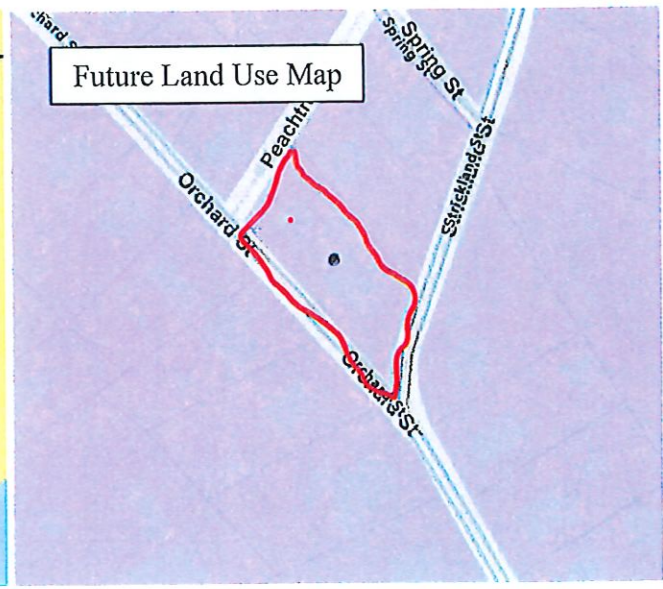 Future Land Use Map
Spring St
Spring St
Peachtr
Strickland St
Orchard St
Orchard St